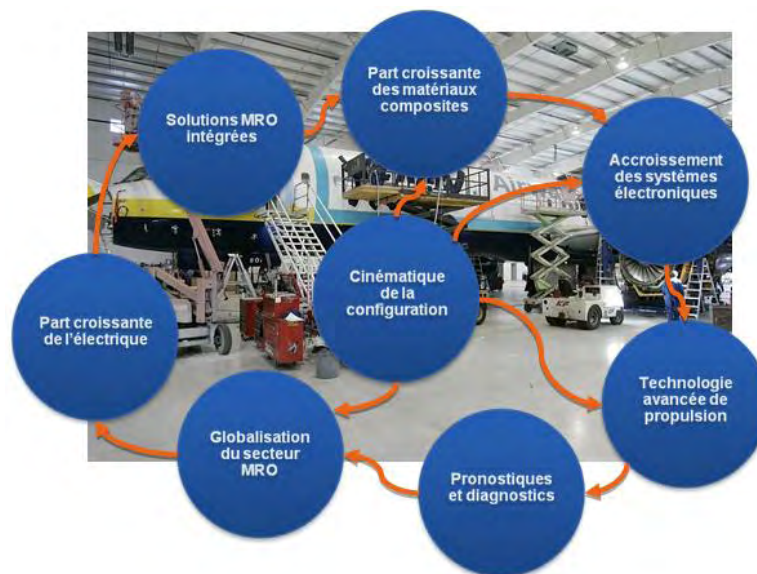 Solutions MRO
intégrées
Part croissante
des matériaux
composites
Accroissement
des systèmes
électroniques
Cinématique
de la
configuration
Part croissante
de l'électrique
Technologie
avancée de
propulsion
Globalisation
du secteur
MRO
Pronostiques
et diagnostics